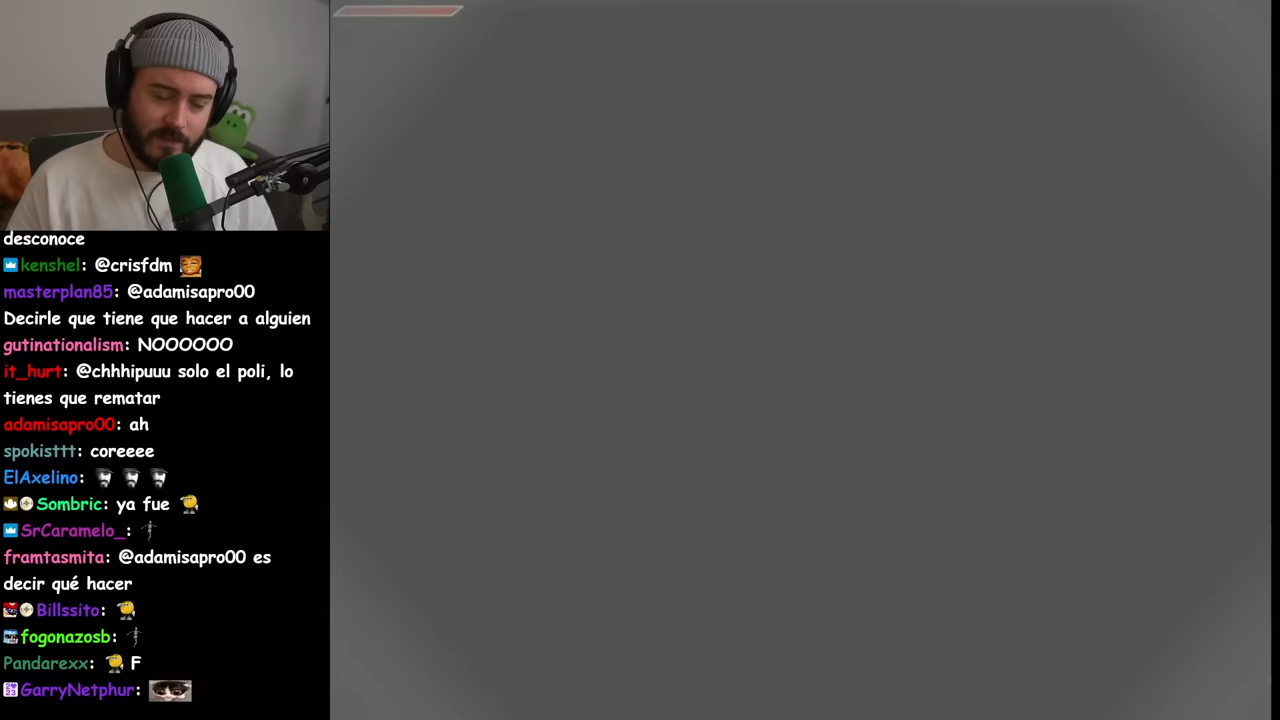 desconoce
kenshel: @crisfdm
masterplan85: @adamisapro00
Decirle que tiene que hacer a alguien
gutinationalism: NOOOOOO
it_hurt: @chhhipuuu solo el poli, lo
tienes que rematar
adamisapro00: ah
spokisttt: coreeee
ElAxelino:
Sombric: ya fue
SrCaramelo_:
framtasmita: @adamisapro00 es
decir qué hacer
Billssito:
fogonazosb:
Pandarexx: F
GarryNetphur: